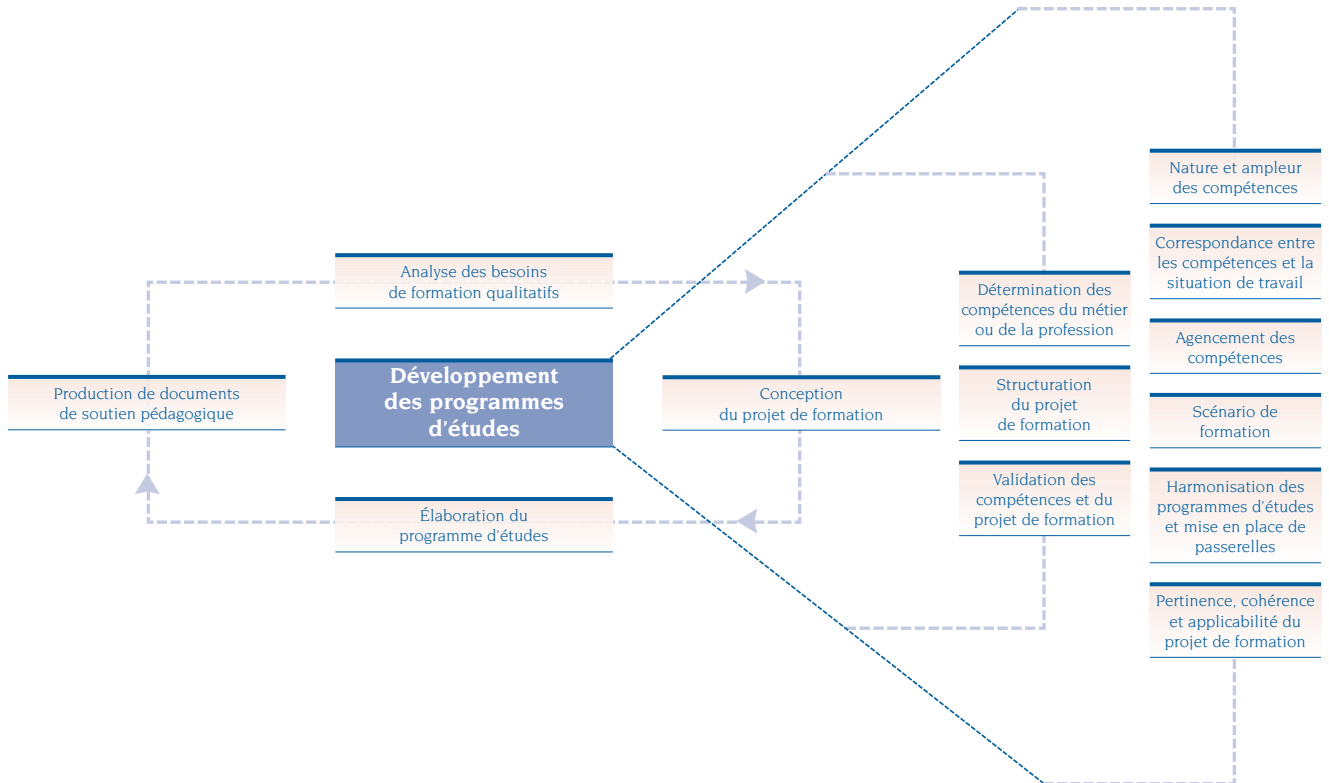 Analyse des besoins
de formation qualitatifs
Production de documents
de soutien pédagogique
Développement
des programmes
d'études
Conception
du projet de formation
Élaboration du
programme d'études
Détermination des
compétences du métier
ou de la profession
Structuration
du projet
de formation
Validation des
compétences et du
projet de formation
Nature et ampleur
des compétences
Correspondance entre
les compétences et la
situation de travail
Agencement des
compétences
Scénario de
formation
Harmonisation des
programmes d'études
et mise en place de
passerelles
Pertinence, cohérence
et applicabilité du
projet de formation